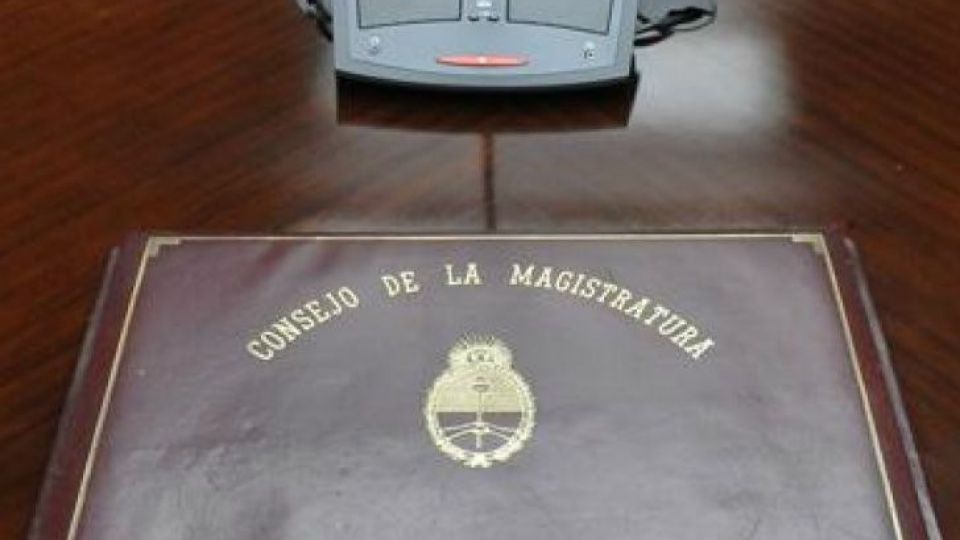 CONSEJO DE LA MAGISTRATURA